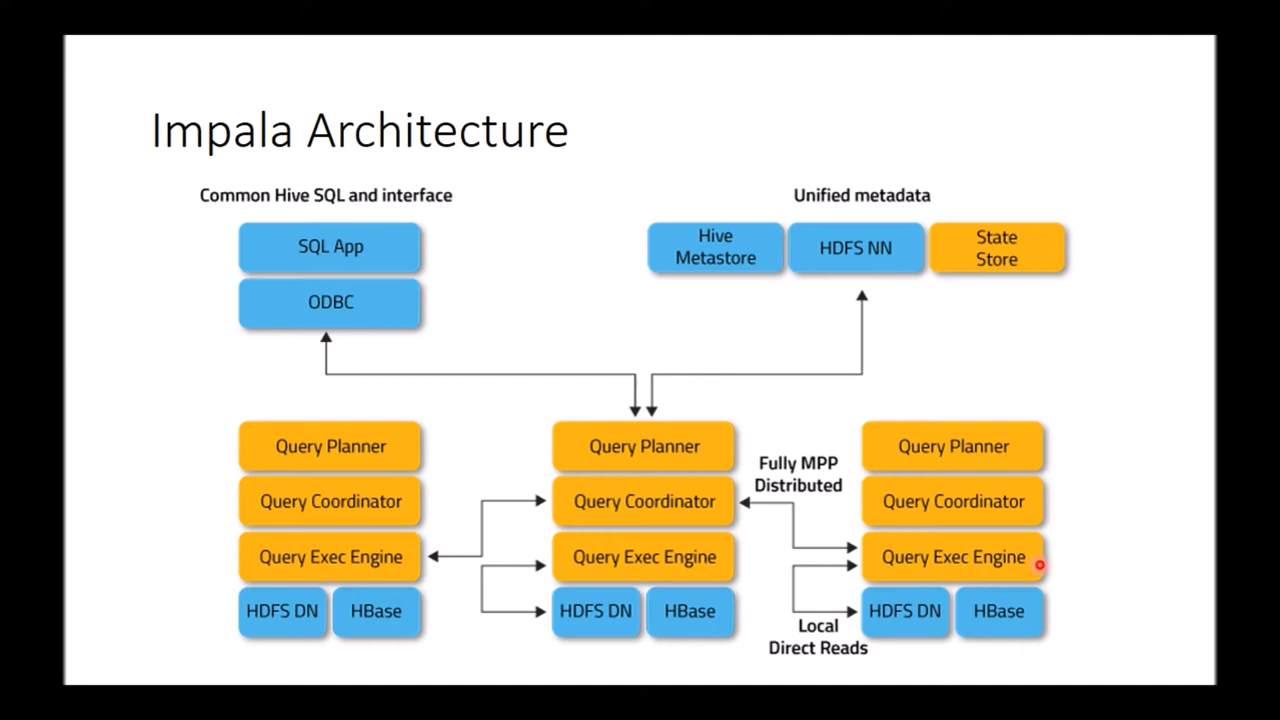 Impala Architecture
Common Hive SQL and interface
Unified metadata
SQL App
ODBC
Hive
Metastore
HDFS NN
State
Store
Query Planner
Query Coordinator
Query Exec Engine
HDFS DN
HBase
Query Planner
Query Coordinator
Query Exec Engine
HDFS DN
HBase
Fully MPP
Distributed
Local
Direct Reads
Query Planner
Query Coordinator
Query Exec Engine
HDFS DN
HBase